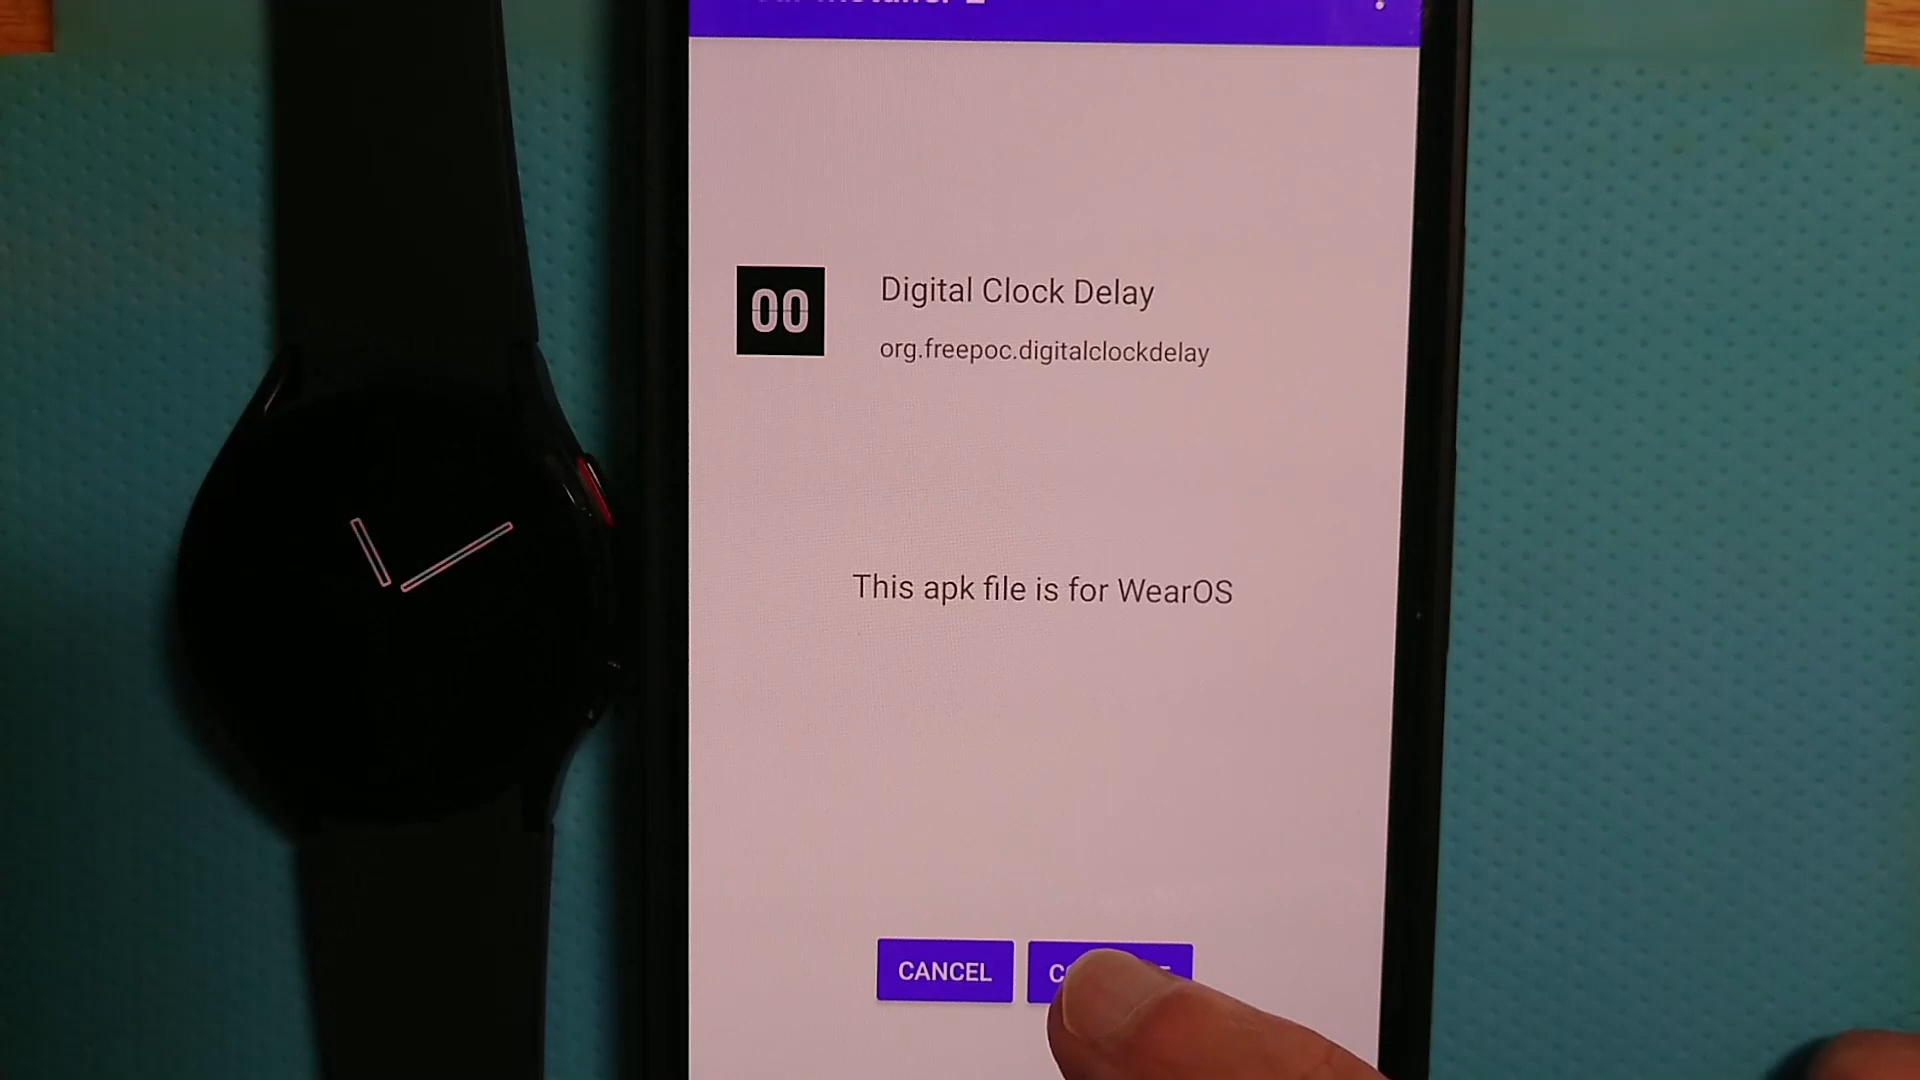 00
Digital Clock Delay
org.freepoc.digitalclockdelay
This apk file is for WearOS
CANCEL